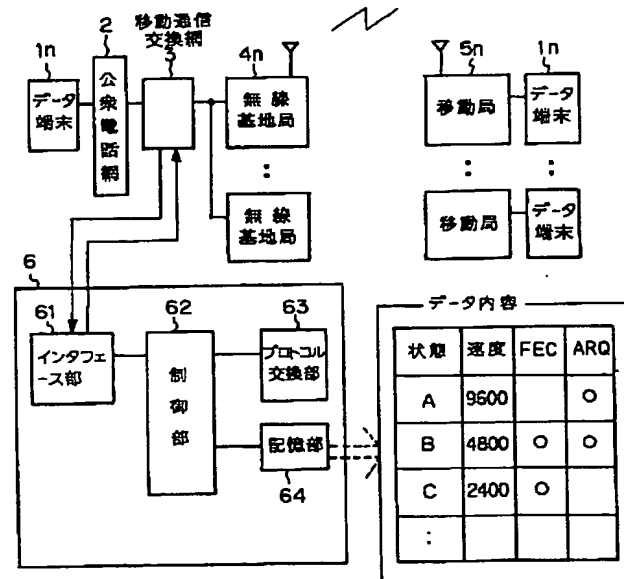 1n
データ
端末
2
公衆電話網
移動通信
交換網
3
4n
無線
基地局
:
無線
基地局
5n
移動局
:
移動局
1n
データ
端末
:
データ
端末
6
61
インタフェ
ース部
62
制御部
63
プロトコル
交換部
記憶部
64
データ内容
状態 速度 FEC ARQ
A 9600 ○
B 4800 ○ ○
C 2400 ○
: